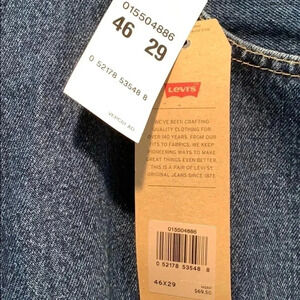 015504886
46 29
0 52178 53548 8
Levi's
WE'VE BEEN CRAFTING
QUALITY CLOTHING FOR
OVER 140 YEARS. FROM OUR
FITS TO FABRICS, WE KEEP
PIONEERING WAYS TO MAKE
GREAT THINGS EVEN BETTER.
THIS IS A PAIR OF LEVI'S
ORIGINAL JEANS SINCE 1873.
015504886
0 52178 53548 8
46X29
MSRP
$69.50